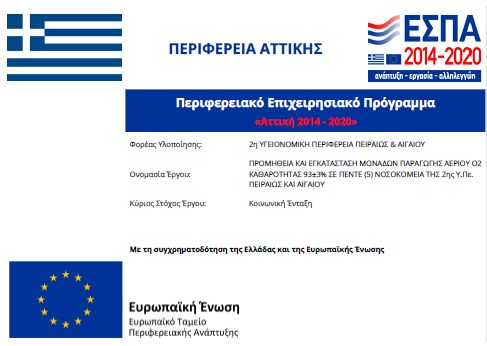 ΠΕΡΙΦΕΡΕΙΑ ΑΤΤΙΚΗΣ
ΕΣΠΑ
2014-2020
ανάπτυξη - εργασία - αλληλεγγύη
Περιφερειακό Επιχειρησιακό Πρόγραμμα
«Αττική 2014 - 2020»
Φορέας Υλοποίησης: 2η ΥΓΕΙΟΝΟΜΙΚΗ ΠΕΡΙΦΕΡΕΙΑ ΠΕΙΡΑΙΩΣ & ΑΙΓΑΙΟΥ
Ονομασία Έργου: ΠΡΟΜΗΘΕΙΑ ΚΑΙ ΕΓΚΑΤΑΣΤΑΣΗ ΜΟΝΑΔΩΝ ΠΑΡΑΓΩΓΗΣ ΑΕΡΙΟΥ Ο2
ΚΑΘΑΡΟΤΗΤΑΣ 93±3% ΣΕ ΠΕΝΤΕ (5) ΝΟΣΟΚΟΜΕΙΑ ΤΗΣ 2ης Υ.Πε.
ΠΕΙΡΑΙΩΣ ΚΑΙ ΑΙΓΑΙΟΥ
Κύριος Στόχος Έργου: Κοινωνική Ένταξη
Με τη συγχρηματοδότηση της Ελλάδας και της Ευρωπαϊκής Ένωσης
Ευρωπαϊκή Ένωση
Ευρωπαϊκό Ταμείο
Περιφερειακής Ανάπτυξης